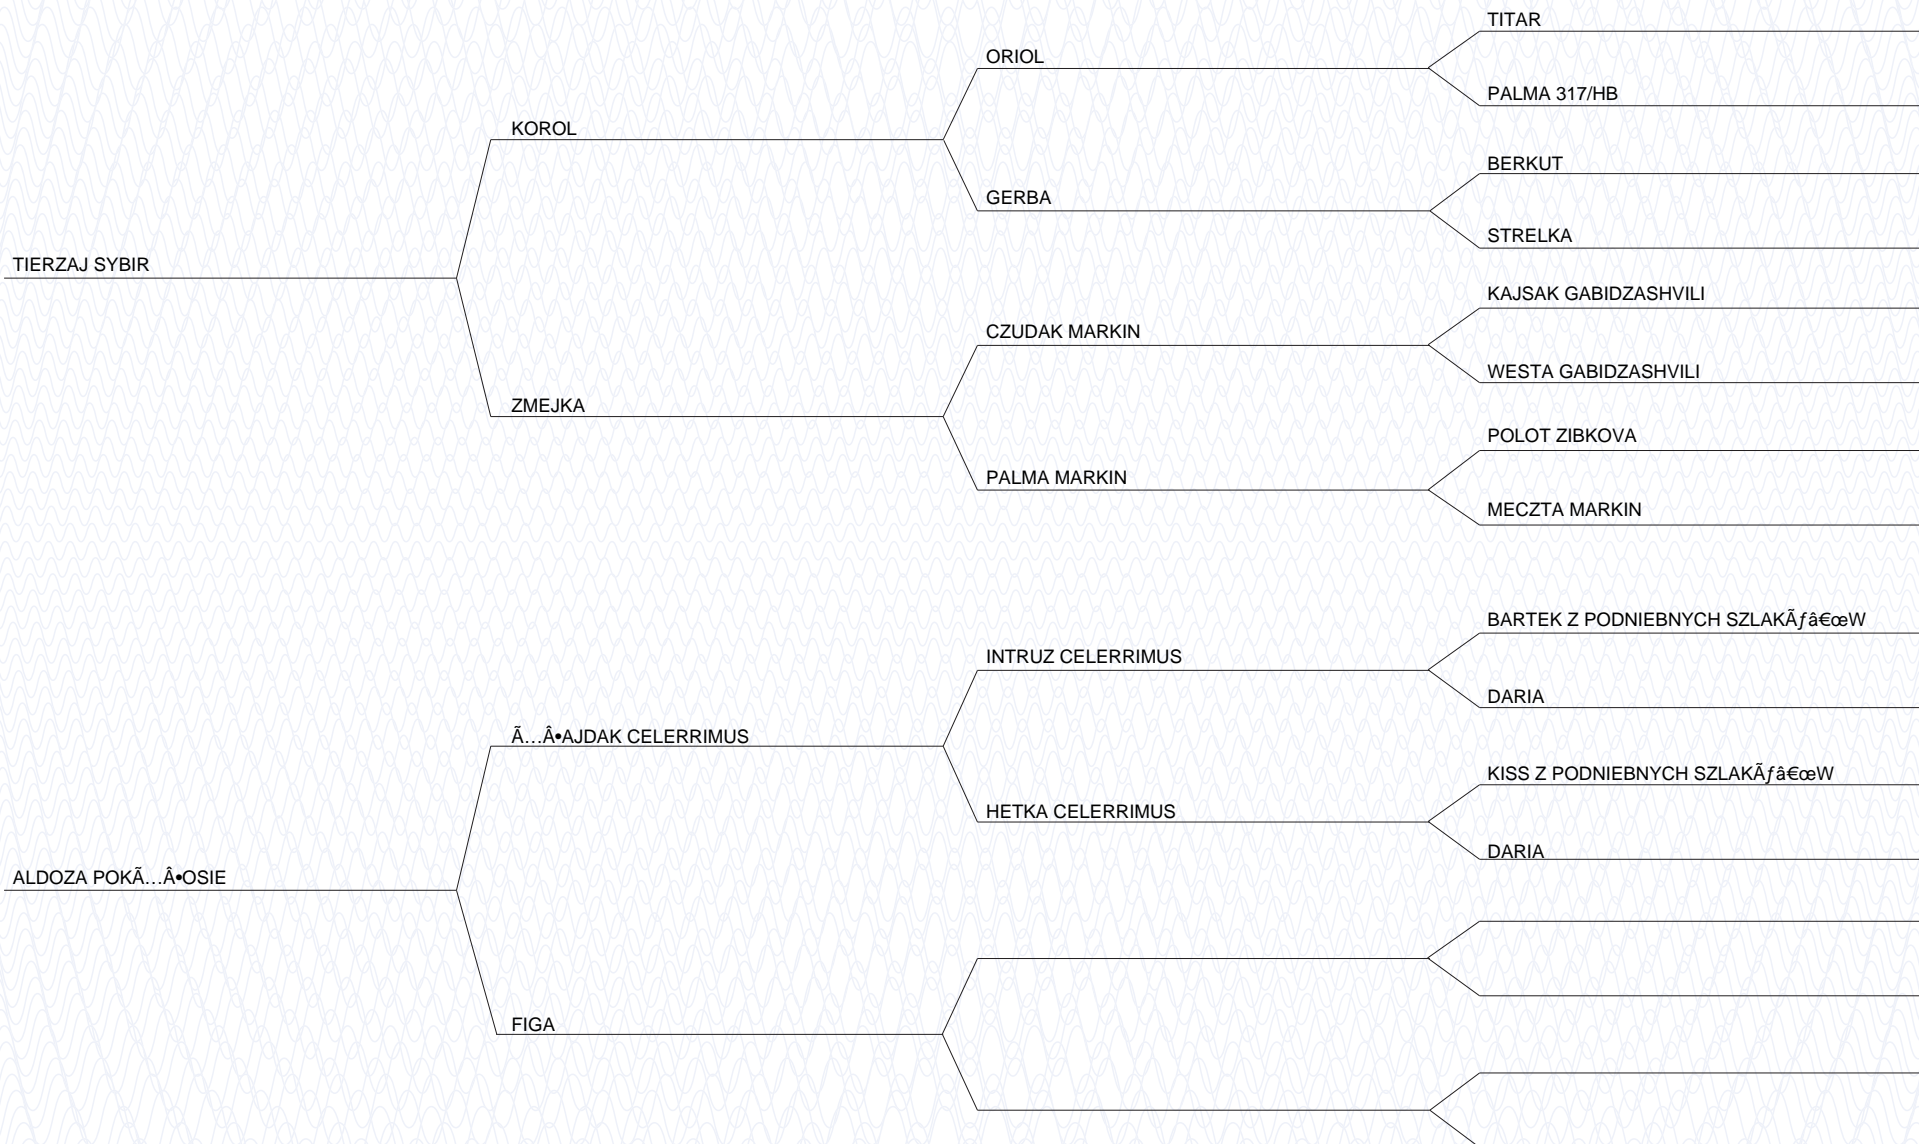 TITAR
ORIOL
PALMA 317/HB
KOROL
BERKUT
GERBA
STRELKA
TIERZAJ SYBIR
KAJSAK GABIDZASHVILI
CZUDAK MARKIN
WESTA GABIDZASHVILI
ZMEJKA
POLOT ZIBKOVA
PALMA MARKIN
MECZTA MARKIN
BARTEK Z PODNIEBNYCH SZLAKÃƒâ€œW
INTRUZ CELERRIMUS
DARIA
Ã…Â•AJDAK CELERRIMUS
KISS Z PODNIEBNYCH SZLAKÃƒâ€œW
HETKA CELERRIMUS
DARIA
ALDOZA POKÃ…Â•OSIE
FIGA